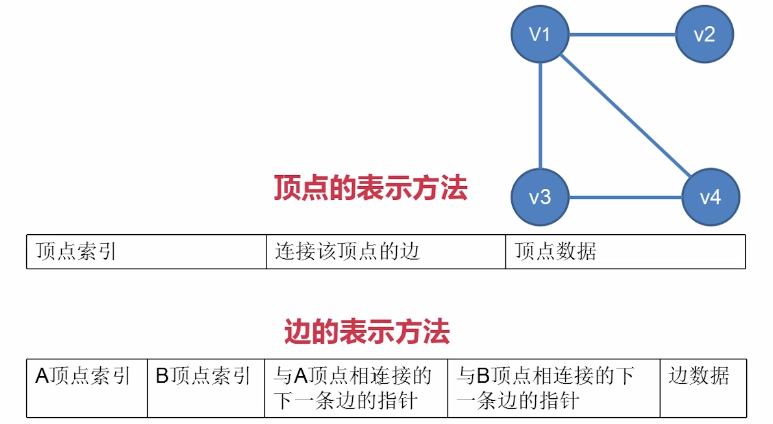 V1
v2
顶点的表示方法
v3
v4
顶点索引
连接该顶点的边
顶点数据
边的表示方法
A顶点索引
B顶点索引
与A顶点相连接的
下一条边的指针
与B顶点相连接的下
一条边的指针
边数据